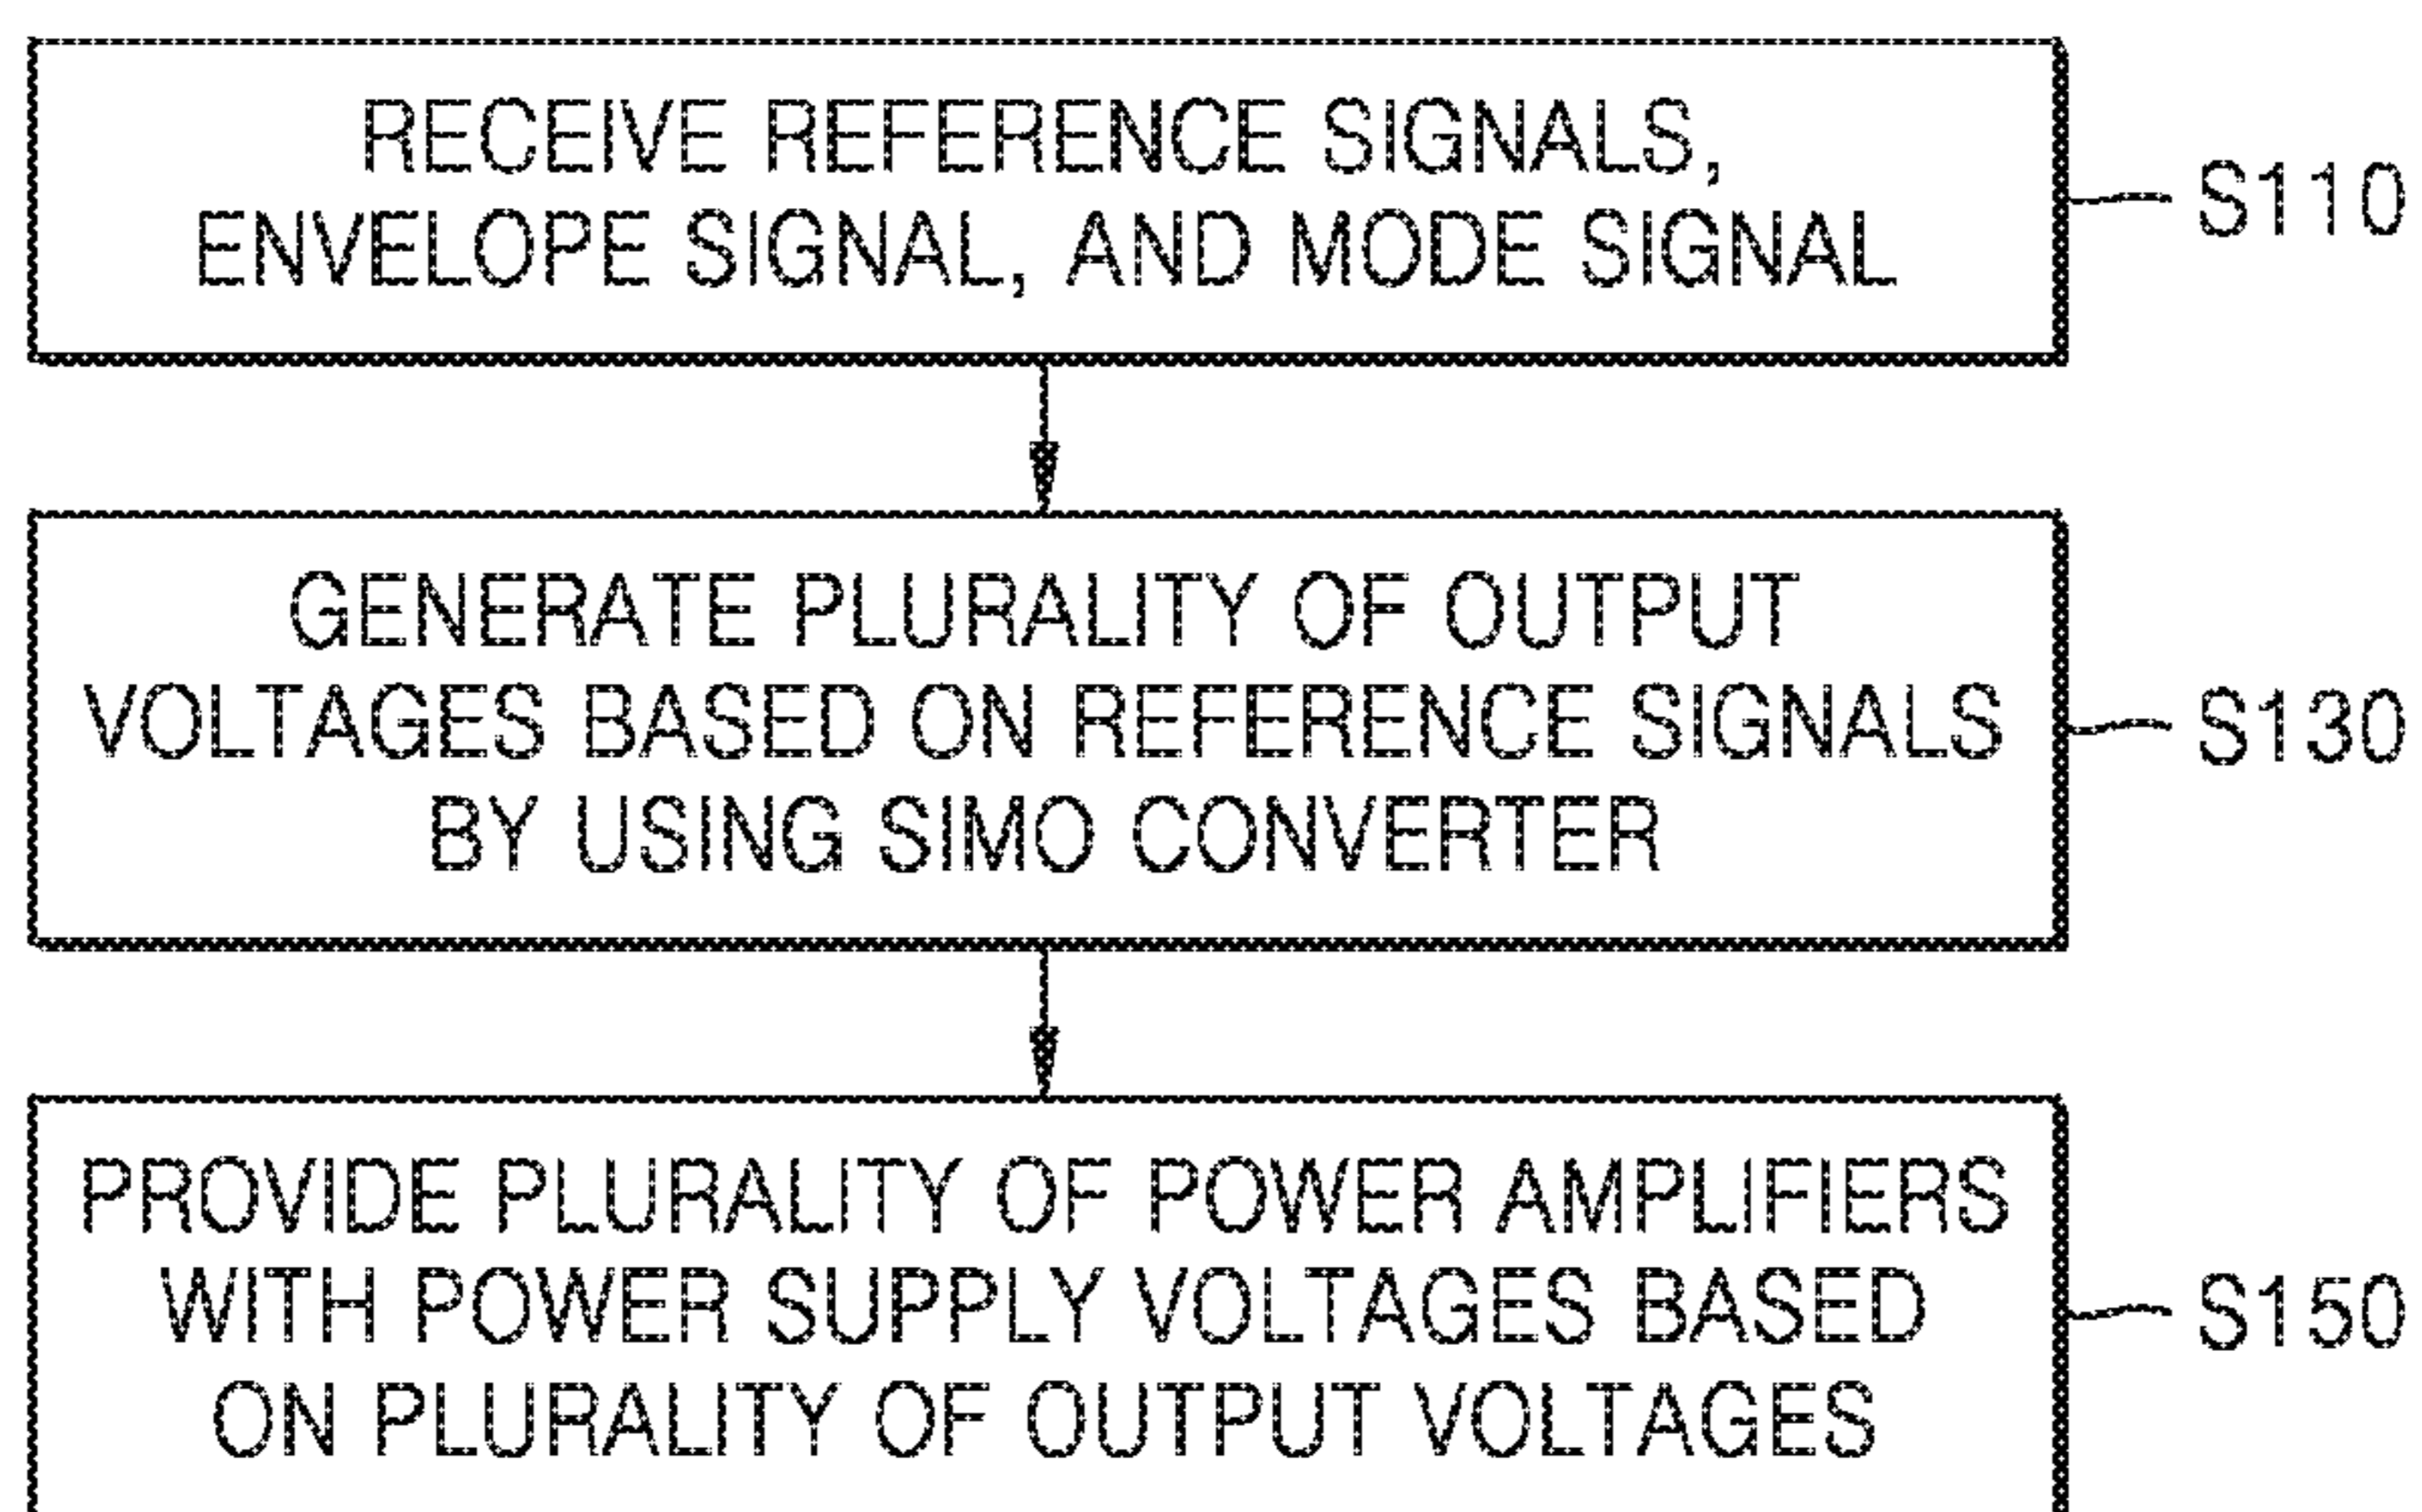 RECEIVE REFERENCE SIGNALS,
ENVELOPE SIGNAL, AND MODE SIGNAL
S110
GENERATE PLURALITY OF OUTPUT
VOLTAGES BASED ON REFERENCE SIGNALS
BY USING SIMO CONVERTER
S130
PROVIDE PLURALITY OF POWER AMPLIFIERS
WITH POWER SUPPLY VOLTAGES BASED
ON PLURALITY OF OUTPUT VOLTAGES
S150